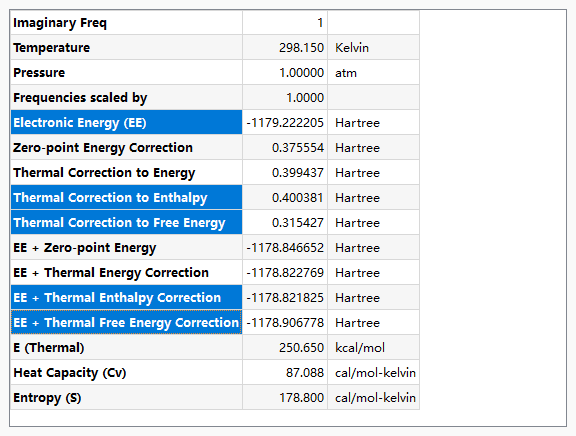 Imaginary Freq 1
Temperature 298.150 Kelvin
Pressure 1.00000 atm
Frequencies scaled by 1.0000
Electronic Energy (EE) -1179.222205 Hartree
Zero-point Energy Correction 0.375554 Hartree
Thermal Correction to Energy 0.399437 Hartree
Thermal Correction to Enthalpy 0.400381 Hartree
Thermal Correction to Free Energy 0.315427 Hartree
EE + Zero-point Energy -1178.846652 Hartree
EE + Thermal Energy Correction -1178.822769 Hartree
EE + Thermal Enthalpy Correction -1178.821825 Hartree
EE + Thermal Free Energy Correction -1178.906778 Hartree
E (Thermal) 250.650 kcal/mol
Heat Capacity (Cv) 87.088 cal/mol-kelvin
Entropy (S) 178.800 cal/mol-kelvin